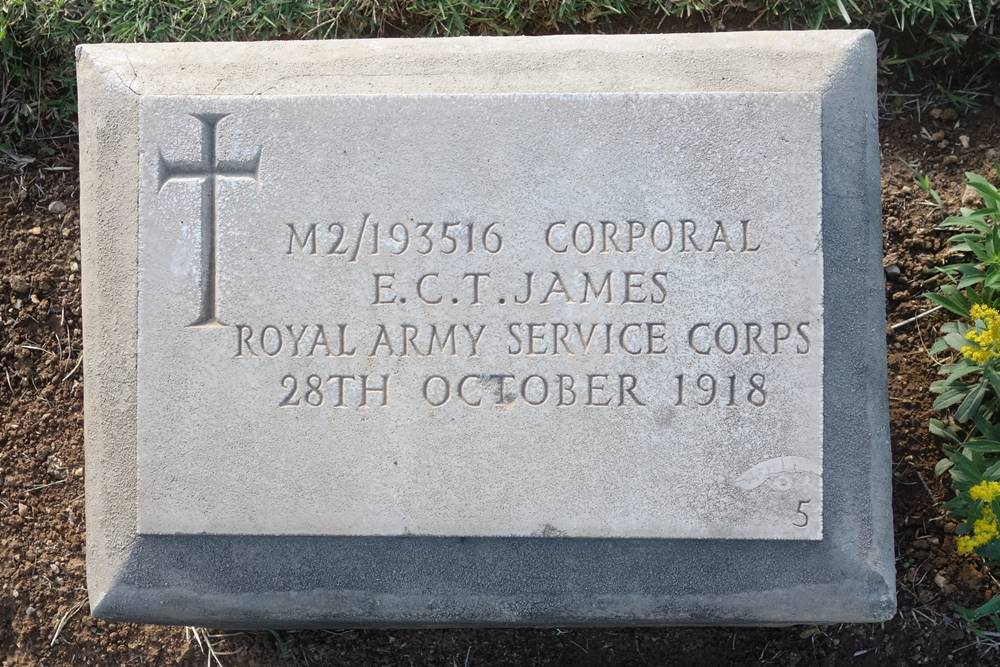 M2/193516 CORPORAL
E.C.T. JAMES
ROYAL ARMY SERVICE CORPS
28TH OCTOBER 1918
5